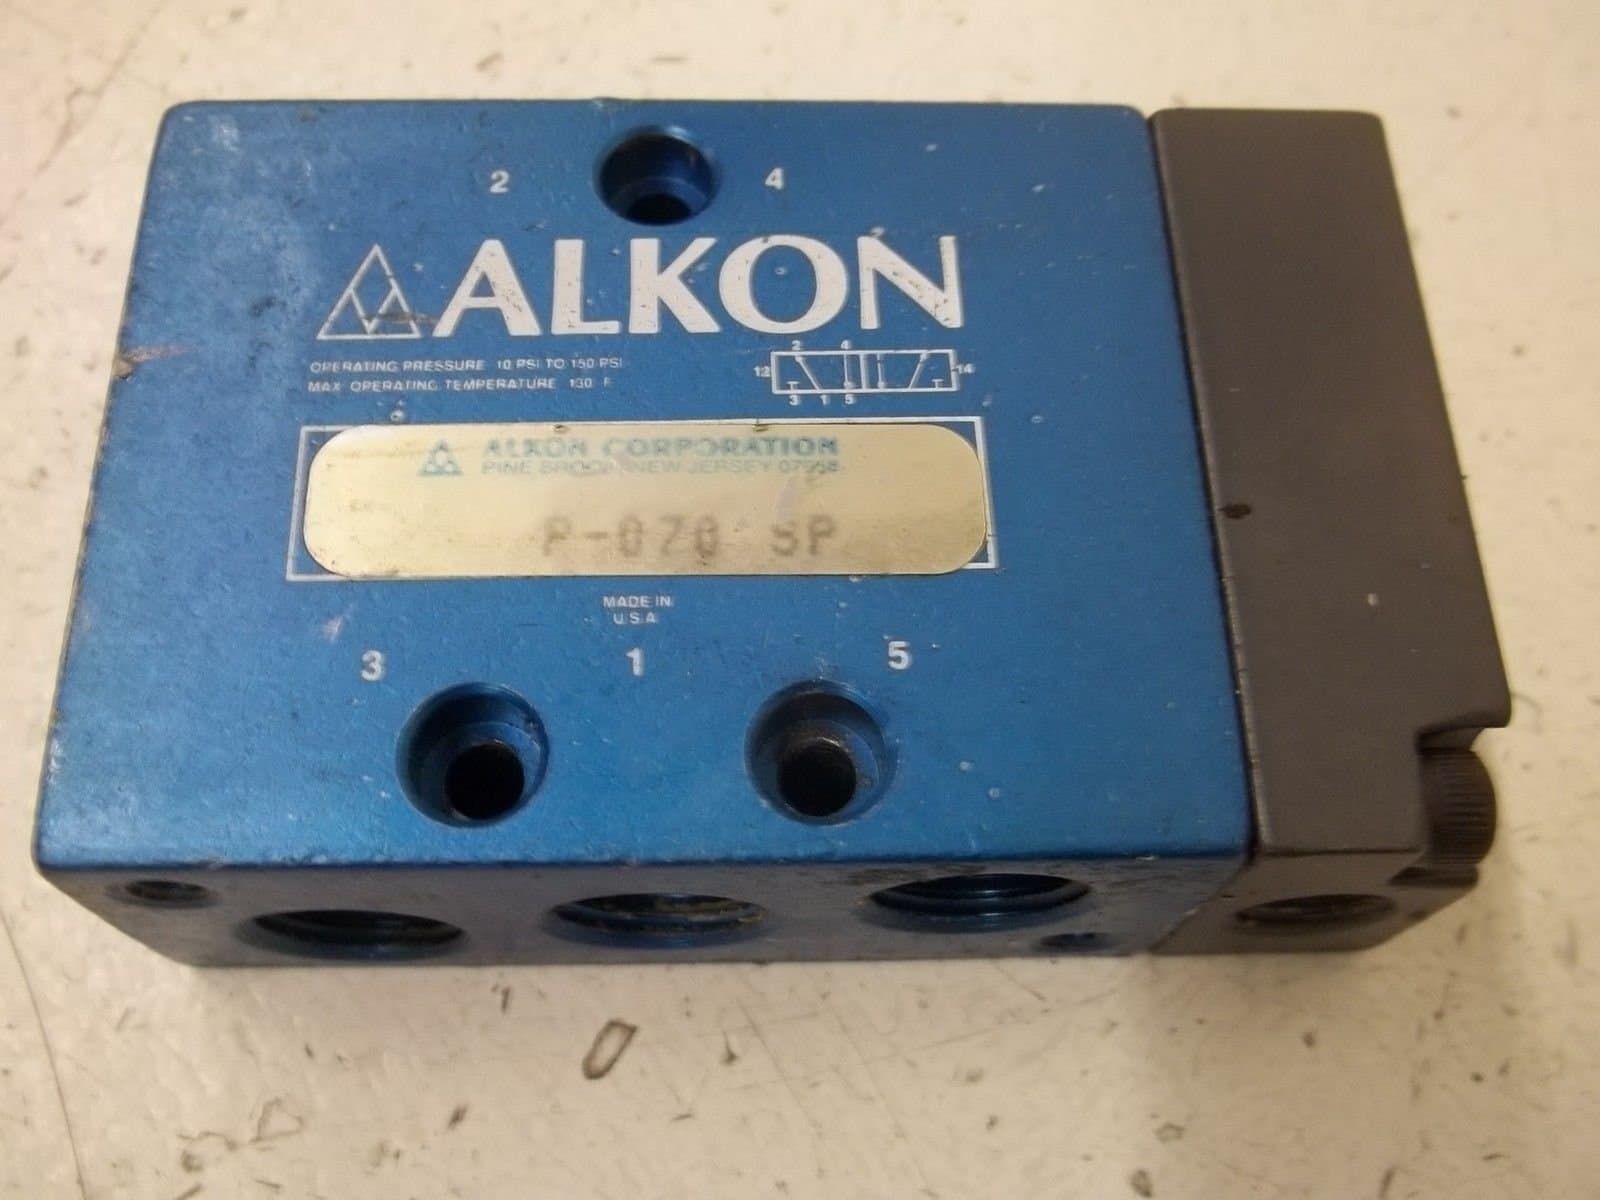 2 4
ALKON
OPERATING PRESSURE 10 PSI TO 150 PSI
MAX OPERATING TEMPERATURE 130 F
2 4
12 14
3 1 5
ALKON CORPORATION
PINE BROOK, NEW JERSEY
P-070 SP
MADE IN
U.S.A.
3 1 5